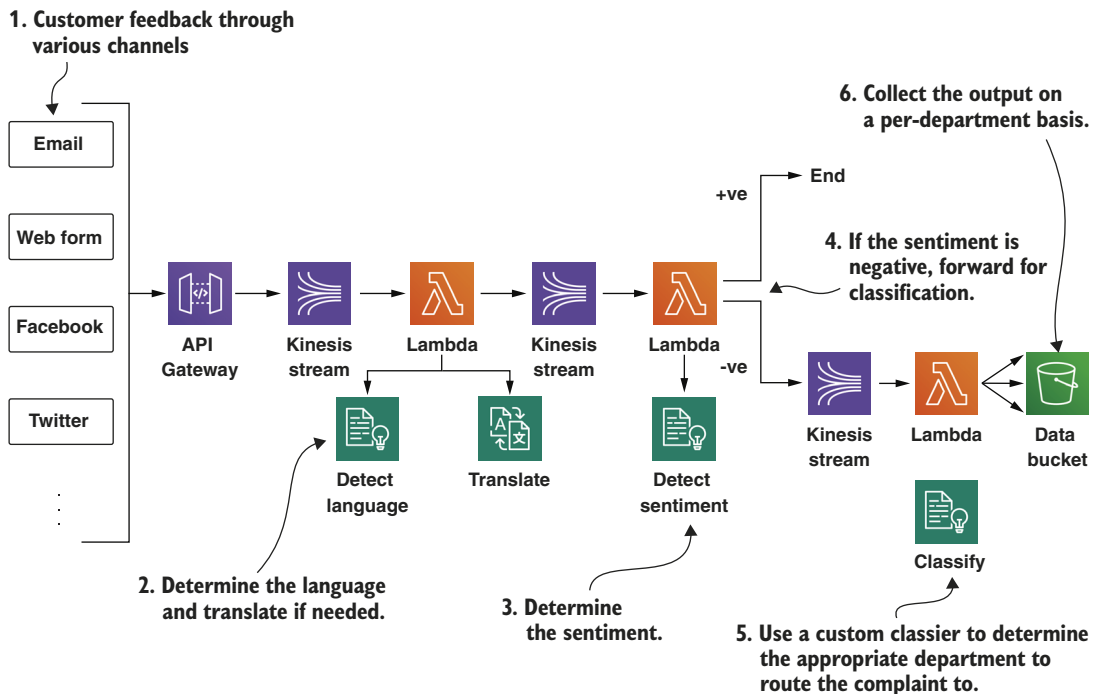 1. Customer feedback through
various channels
Email
Web form
Facebook
Twitter
.
.
.
API
Gateway
Kinesis
stream
Lambda
Detect
language
Translate
2. Determine the language
and translate if needed.
Kinesis
stream
Lambda
Detect
sentiment
3. Determine
the sentiment.
+ve
End
-ve
4. If the sentiment is
negative, forward for
classification.
Kinesis
stream
Lambda
Data
bucket
Classify
5. Use a custom classier to determine
the appropriate department to
route the complaint to.
6. Collect the output on
a per-department basis.